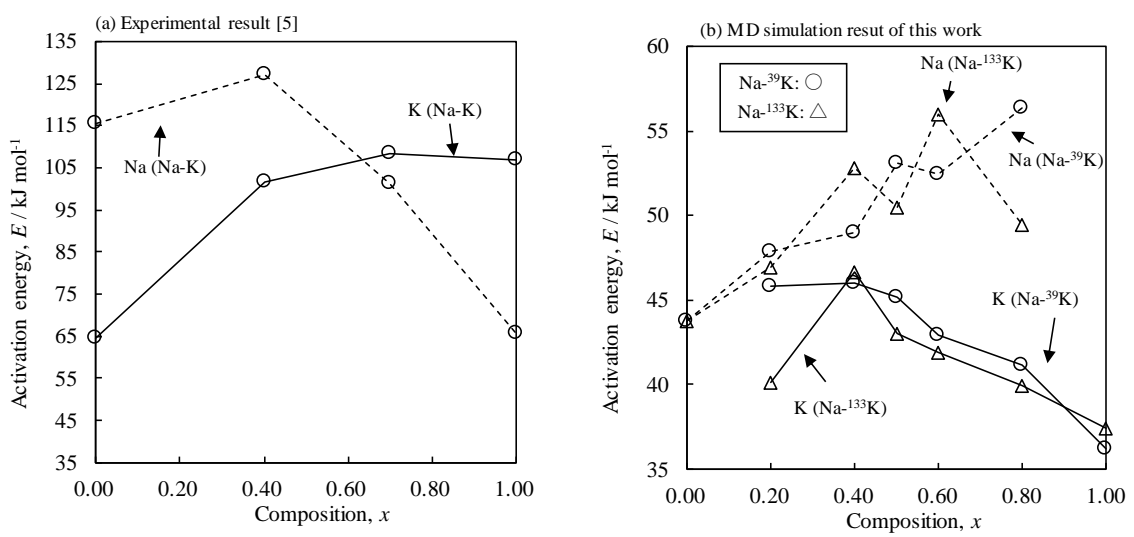 (a) Experimental result [5]
135
125
115
105
95
85
75
65
55
45
35
Activation energy, E / kJ mol-1
Na (Na-K)
K (Na-K)
0.00 0.20 0.40 0.60 0.80 1.00
Composition, x
(b) MD simulation resut of this work
60
55
50
45
40
35
Activation energy, E / kJ mol-1
Na-39K:
Na-133K:
Na (Na-133K)
Na (Na-39K)
K (Na-39K)
K (Na-133K)
0.00 0.20 0.40 0.60 0.80 1.00
Composition, x